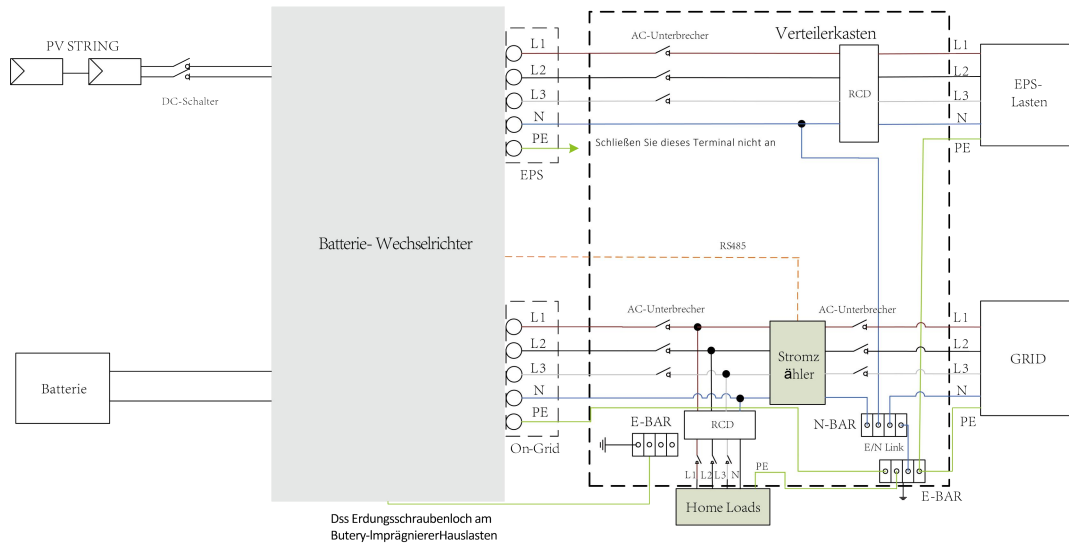 PV STRING
DC-Schalter
Batterie- Wechselrichter
Batterie
L1
L2
L3
N
PE
EPS
AC-Unterbrecher
Verteilerkasten
RCD
Schließen Sie dieses Terminal nicht an
L1
L2
L3
N
PE
EPS-
Lasten
RS485
L1
L2
L3
N
PE
On-Grid
AC-Unterbrecher
AC-Unterbrecher
Stromz
ähler
L1
L2
L3
N
PE
GRID
E-BAR
RCD
N-BAR
E/N Link
L1
L2
L3
N
PE
Home Loads
E-BAR
Dss Erdungsschraubenloch am
Butery-lmprägniererHauslasten